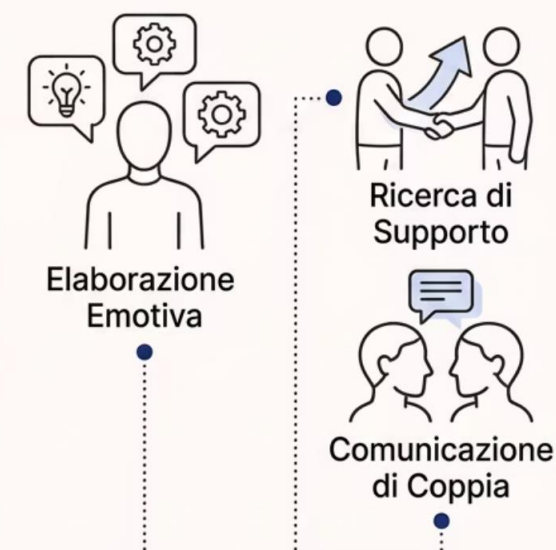 Elaborazione
Emotiva
Ricerca di
Supporto
Comunicazione
di Coppia